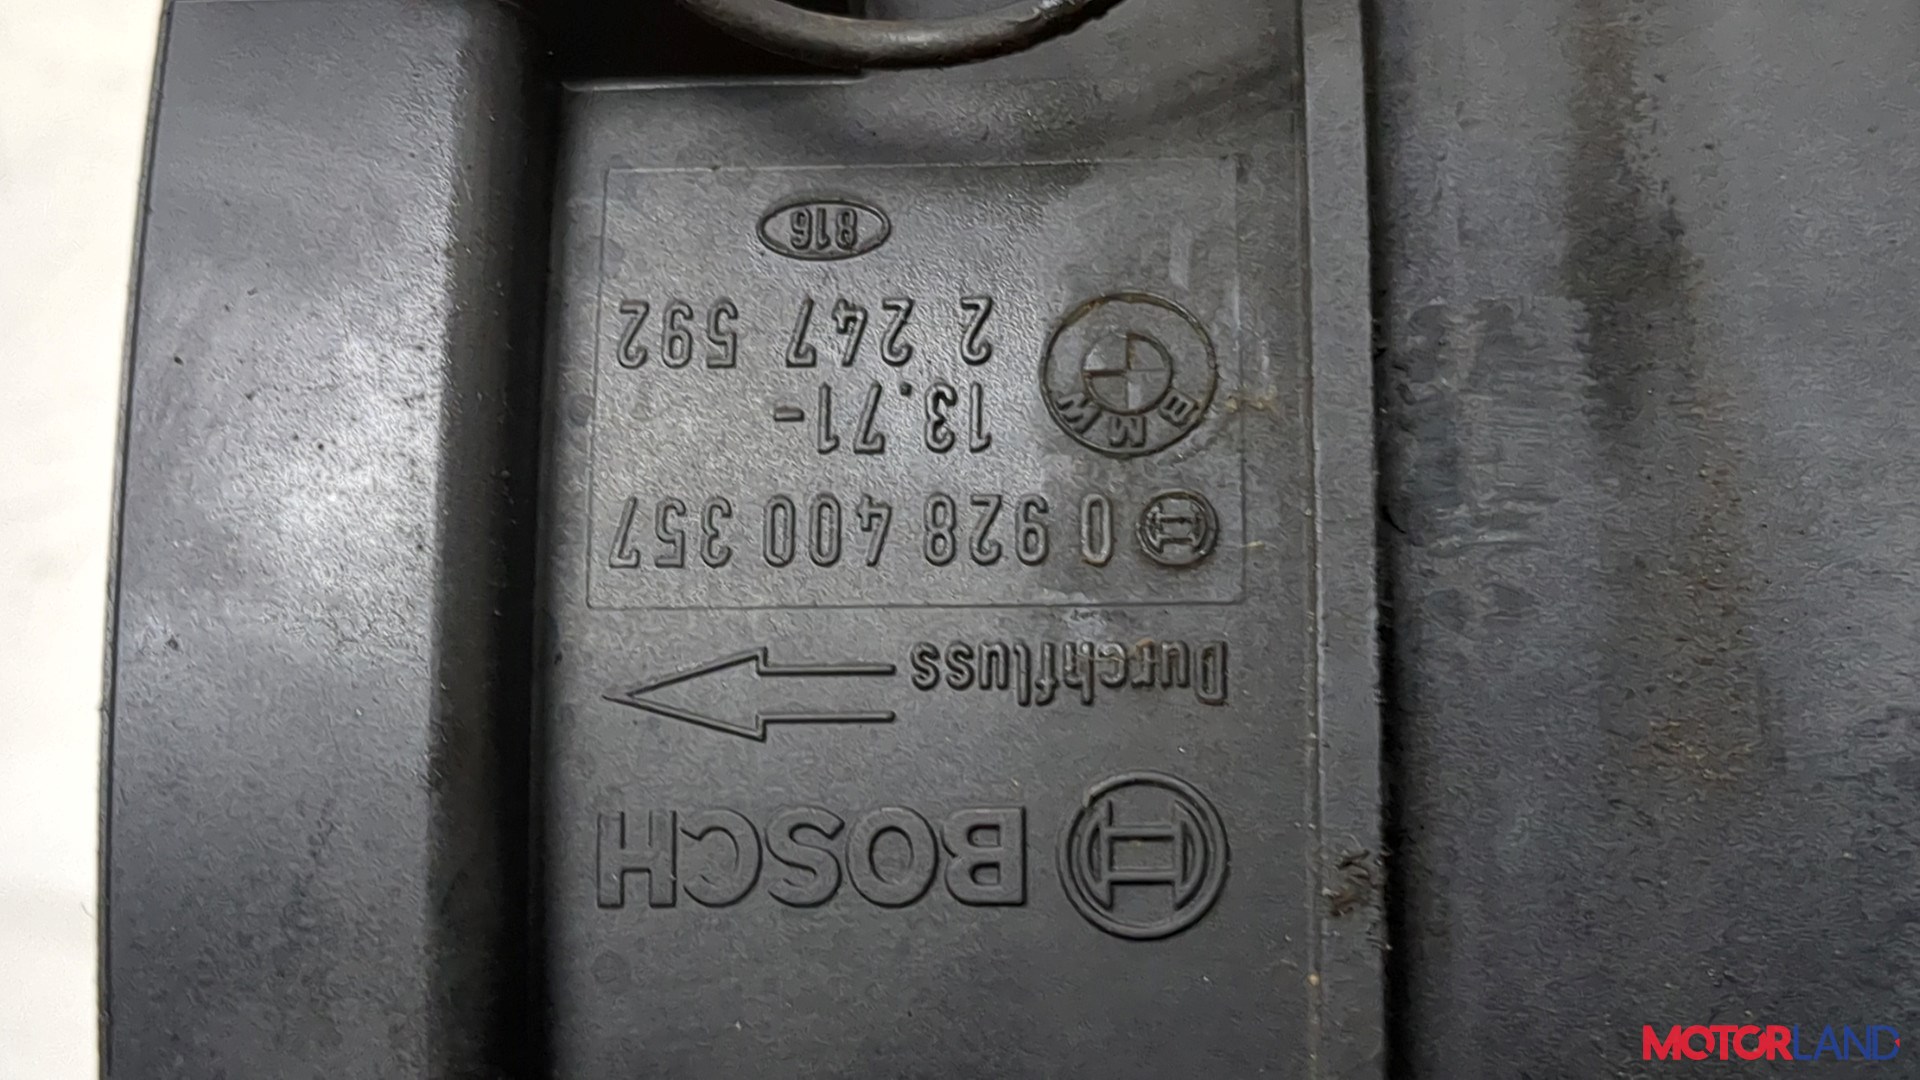 BOSCH
Durchfluss
0 928 400 357
BMW
13.71-
2 247 592
816
MOTORLAND